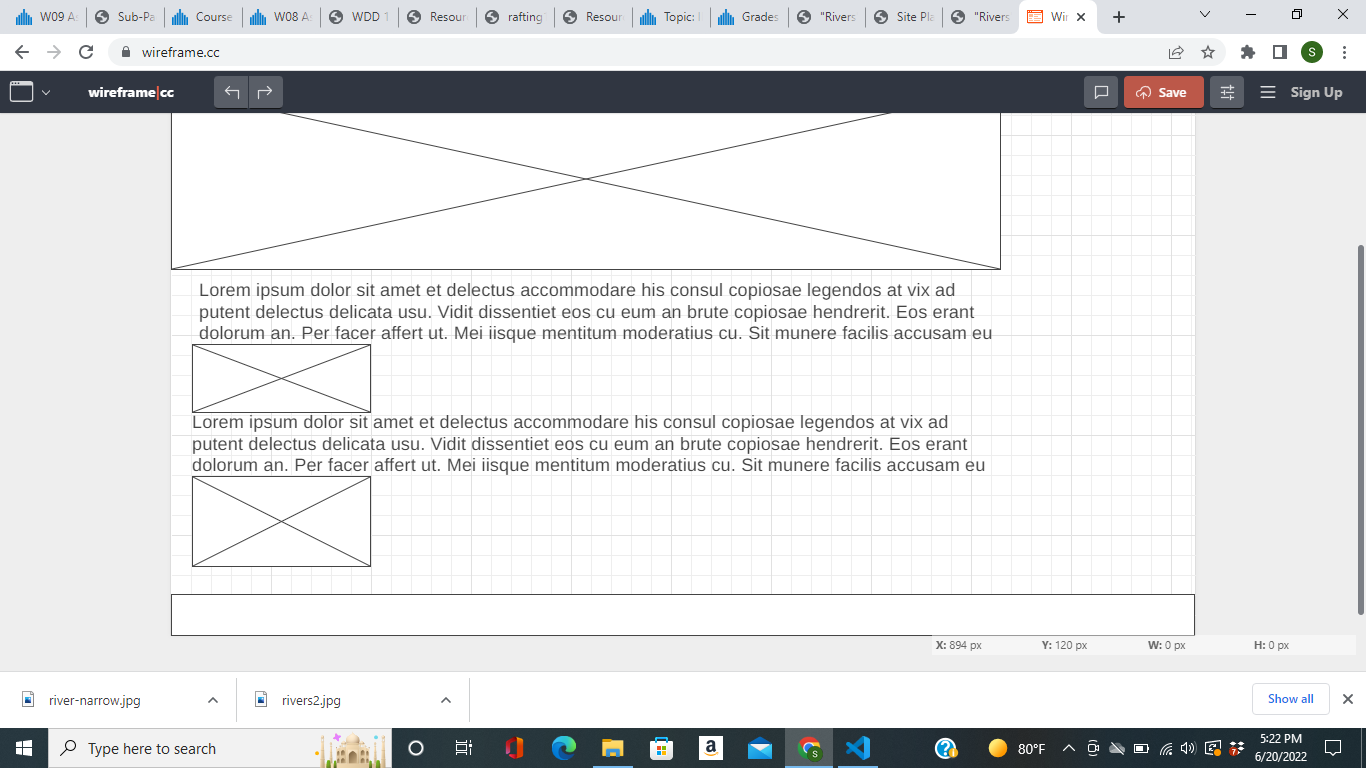 W09 As
Sub-Pa
Course
W08 As
WDD 1
Resour
rafting
Resour
Topic: I
Grades
"Rivers
Site Pla
"Rivers
Wir
wireframe.cc
S
wireframe|cc
Save
Sign Up
Lorem ipsum dolor sit amet et delectus accommodare his consul copiosae legendos at vix ad
putent delectus delicata usu. Vidit dissentiet eos cu eum an brute copiosae hendrerit. Eos erant
dolorum an. Per facer affert ut. Mei iisque mentitum moderatius cu. Sit munere facilis accusam eu
Lorem ipsum dolor sit amet et delectus accommodare his consul copiosae legendos at vix ad
putent delectus delicata usu. Vidit dissentiet eos cu eum an brute copiosae hendrerit. Eos erant
dolorum an. Per facer affert ut. Mei iisque mentitum moderatius cu. Sit munere facilis accusam eu
X: 894 px Y: 120 px W: 0 px H: 0 px
river-narrow.jpg
rivers2.jpg
Show all
Type here to search
80°F
5:22 PM
6/20/2022